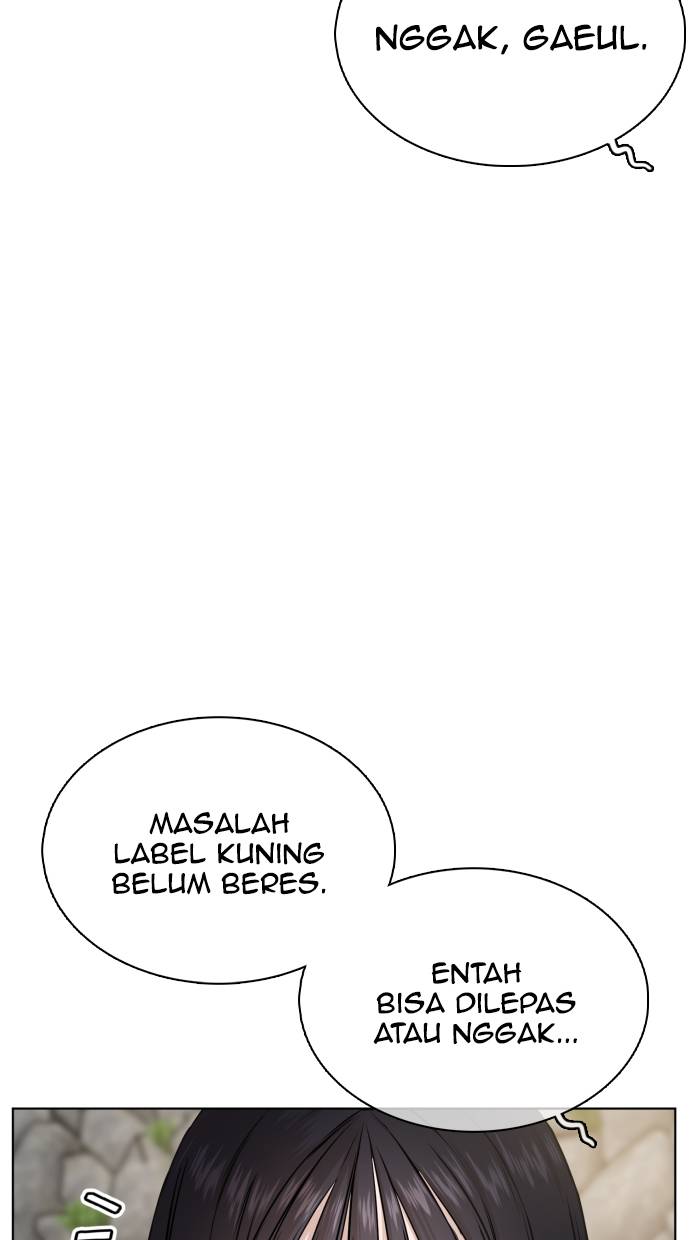 NGGAK, GAEUL.
MASALAH
LABEL KUNING
BELUM BERES.
ENTAH
BISA DILEPAS
ATAU NGGAK...